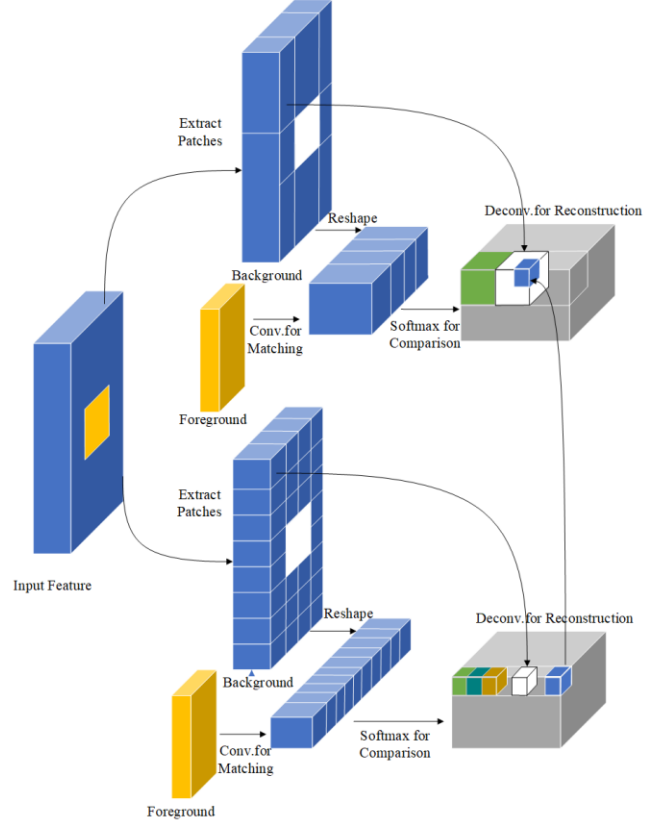 Extract
Patches
Reshape
Deconv.for Reconstruction
Background
Conv.for
Matching
Softmax for
Comparison
Foreground
Input Feature
Extract
Patches
Reshape
Deconv.for Reconstruction
Background
Conv.for
Matching
Softmax for
Comparison
Foreground